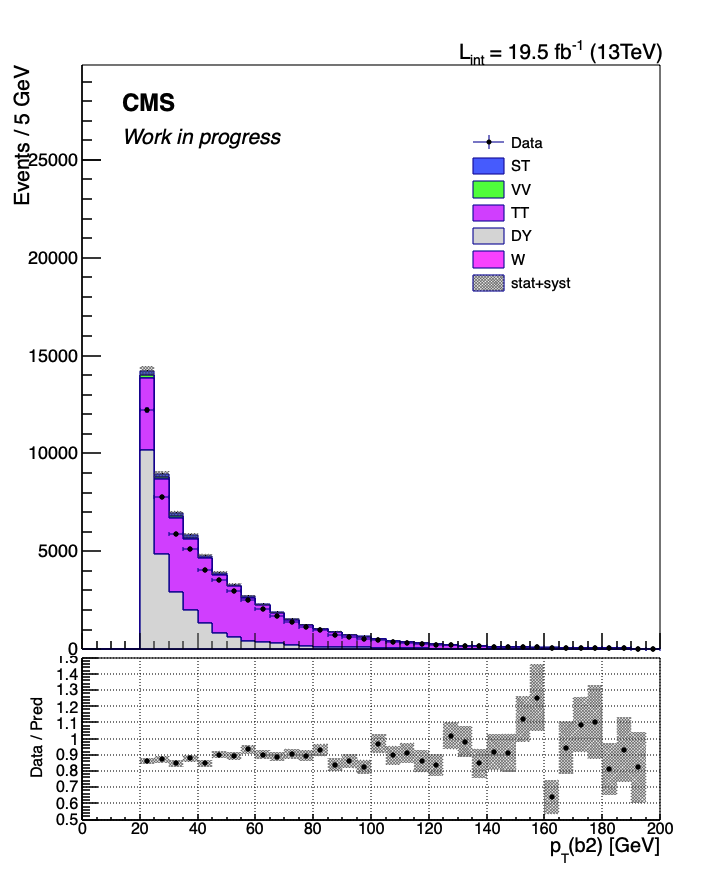 L_int = 19.5 fb^-1 (13TeV)
Events / 5 GeV
CMS
Work in progress
Data
ST
VV
TT
DY
W
stat+syst
25000
20000
15000
10000
5000
0
1.5
1.4
1.3
1.2
1.1
1
0.9
0.8
0.7
0.6
0.5
Data / Pred
0 20 40 60 80 100 120 140 160 180 200
p_T(b2) [GeV]